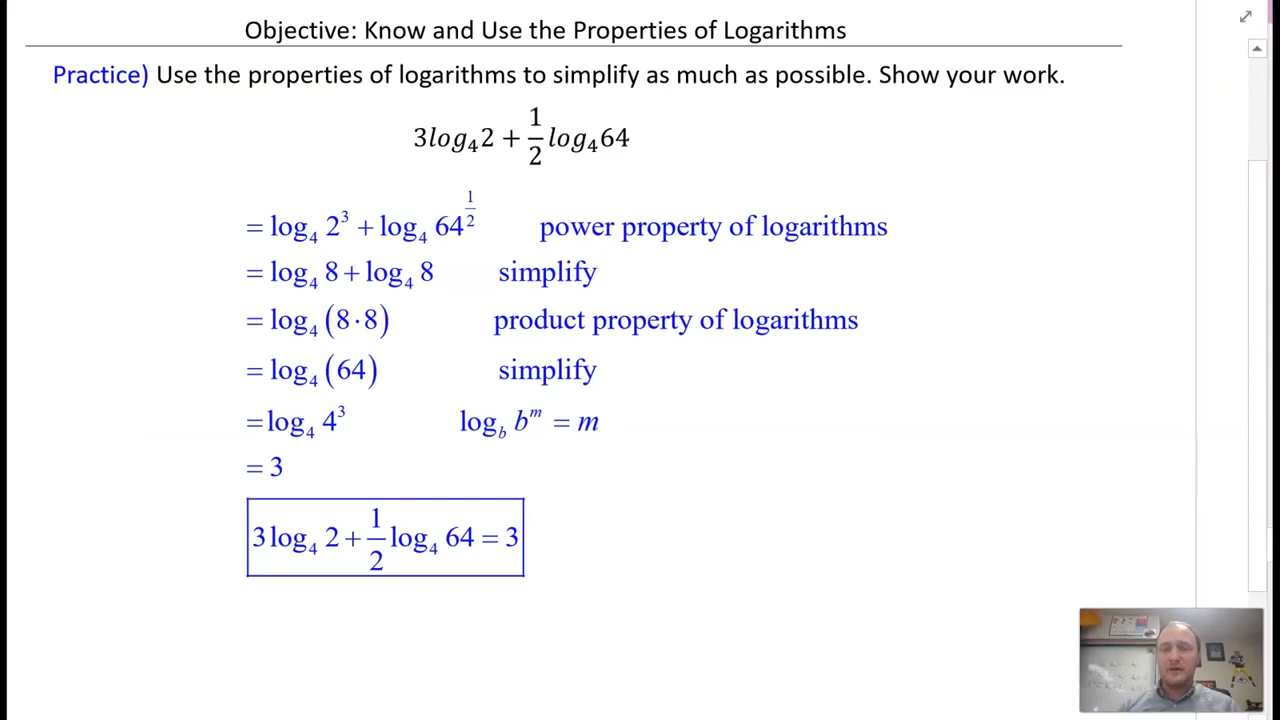 Objective: Know and Use the Properties of Logarithms
Practice) Use the properties of logarithms to simplify as much as possible. Show your work.
3log₄2 + 1/2 log₄64
= log₄ 2³ + log₄ 64^(1/2) power property of logarithms
= log₄ 8 + log₄ 8 simplify
= log₄ (8·8) product property of logarithms
= log₄ (64) simplify
= log₄ 4³ log_b b^m = m
= 3
3 log₄ 2 + 1/2 log₄ 64 = 3